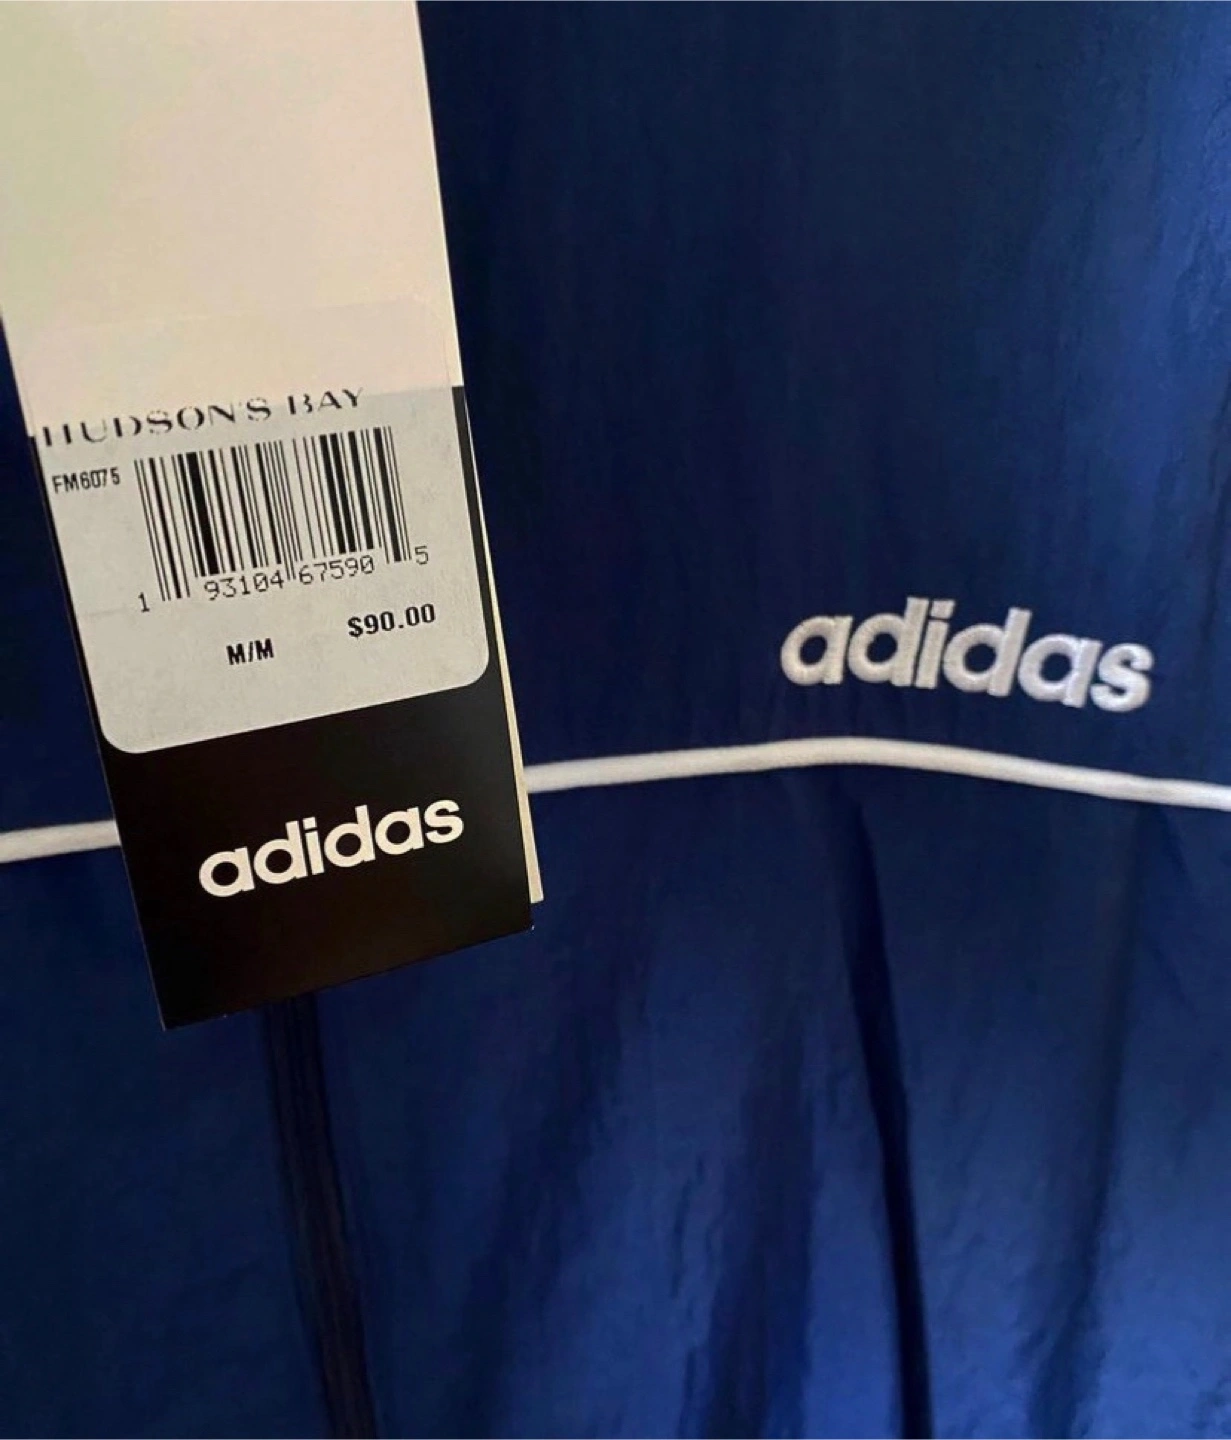 HUDSON'S BAY
FM6075
1 93104 67590 5
M/M $90.00
adidas
adidas